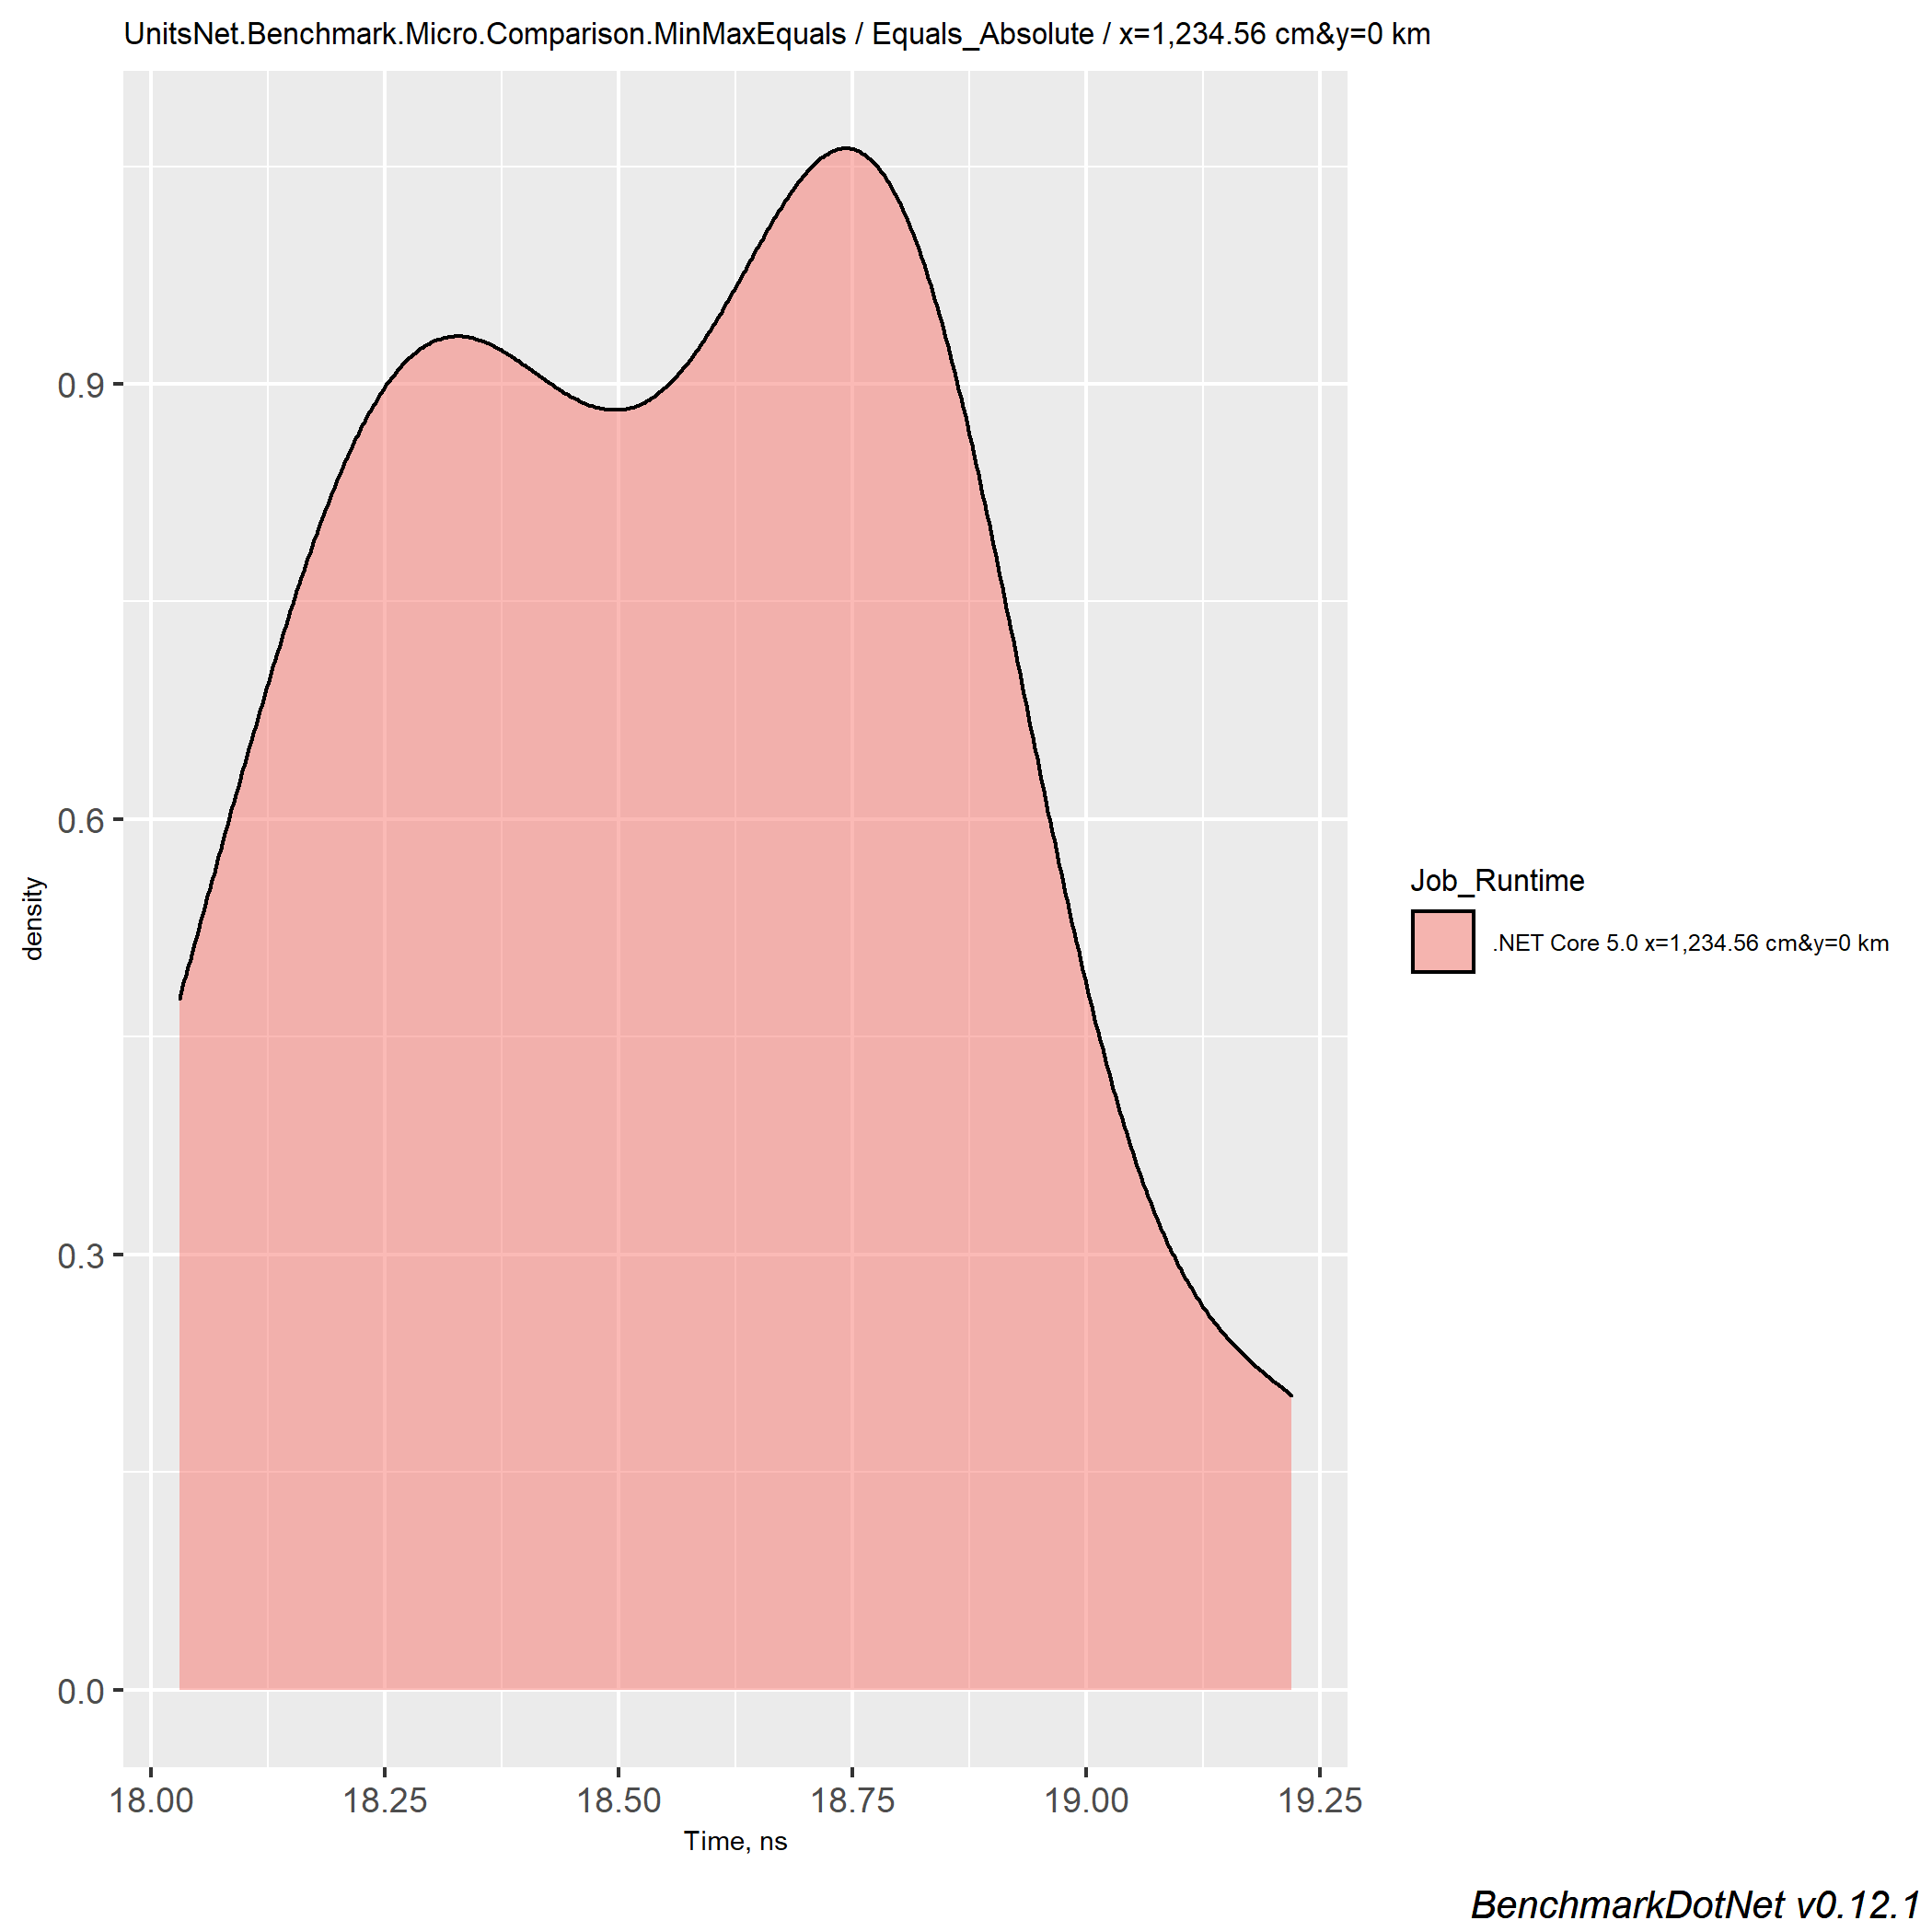 UnitsNet.Benchmark.Micro.Comparison.MinMaxEquals / Equals_Absolute / x=1,234.56 cm&y=0 km
density
0.9
0.6
0.3
0.0
18.00 18.25 18.50 18.75 19.00 19.25
Time, ns
Job_Runtime
.NET Core 5.0 x=1,234.56 cm&y=0 km
BenchmarkDotNet v0.12.1